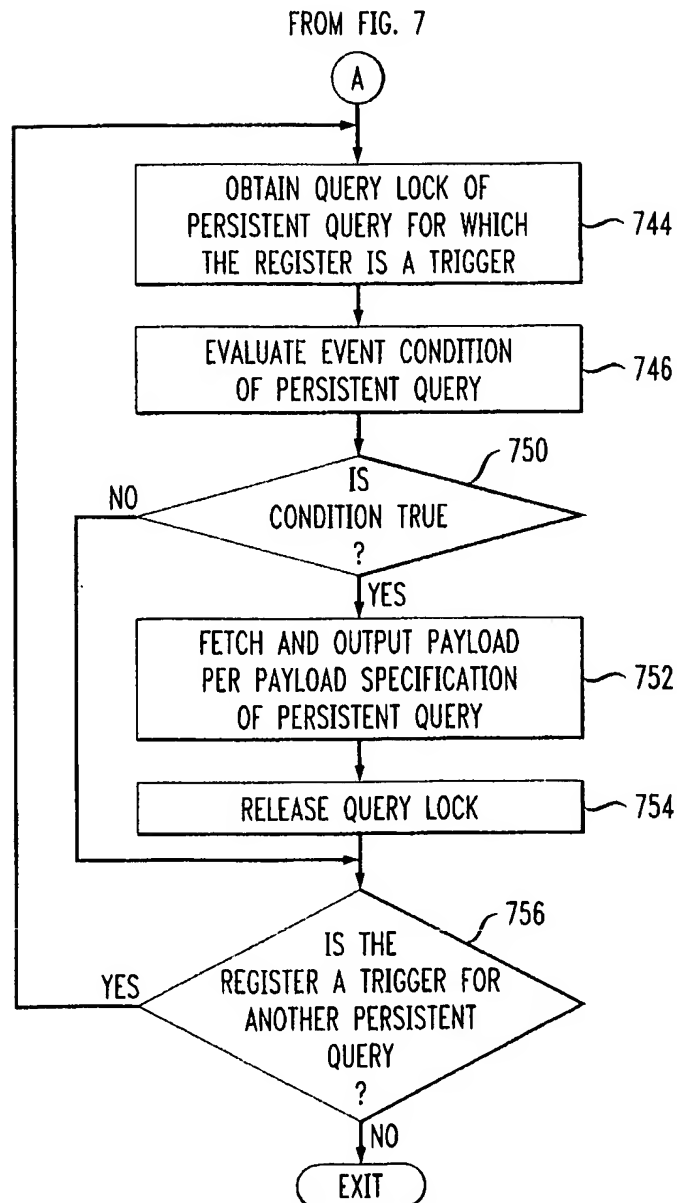 FROM FIG. 7
A
OBTAIN QUERY LOCK OF
PERSISTENT QUERY FOR WHICH
THE REGISTER IS A TRIGGER
744
EVALUATE EVENT CONDITION
OF PERSISTENT QUERY
746
750
IS
CONDITION TRUE
?
NO
YES
FETCH AND OUTPUT PAYLOAD
PER PAYLOAD SPECIFICATION
OF PERSISTENT QUERY
752
RELEASE QUERY LOCK
754
756
IS THE
REGISTER A TRIGGER FOR
ANOTHER PERSISTENT
QUERY
?
YES
NO
EXIT